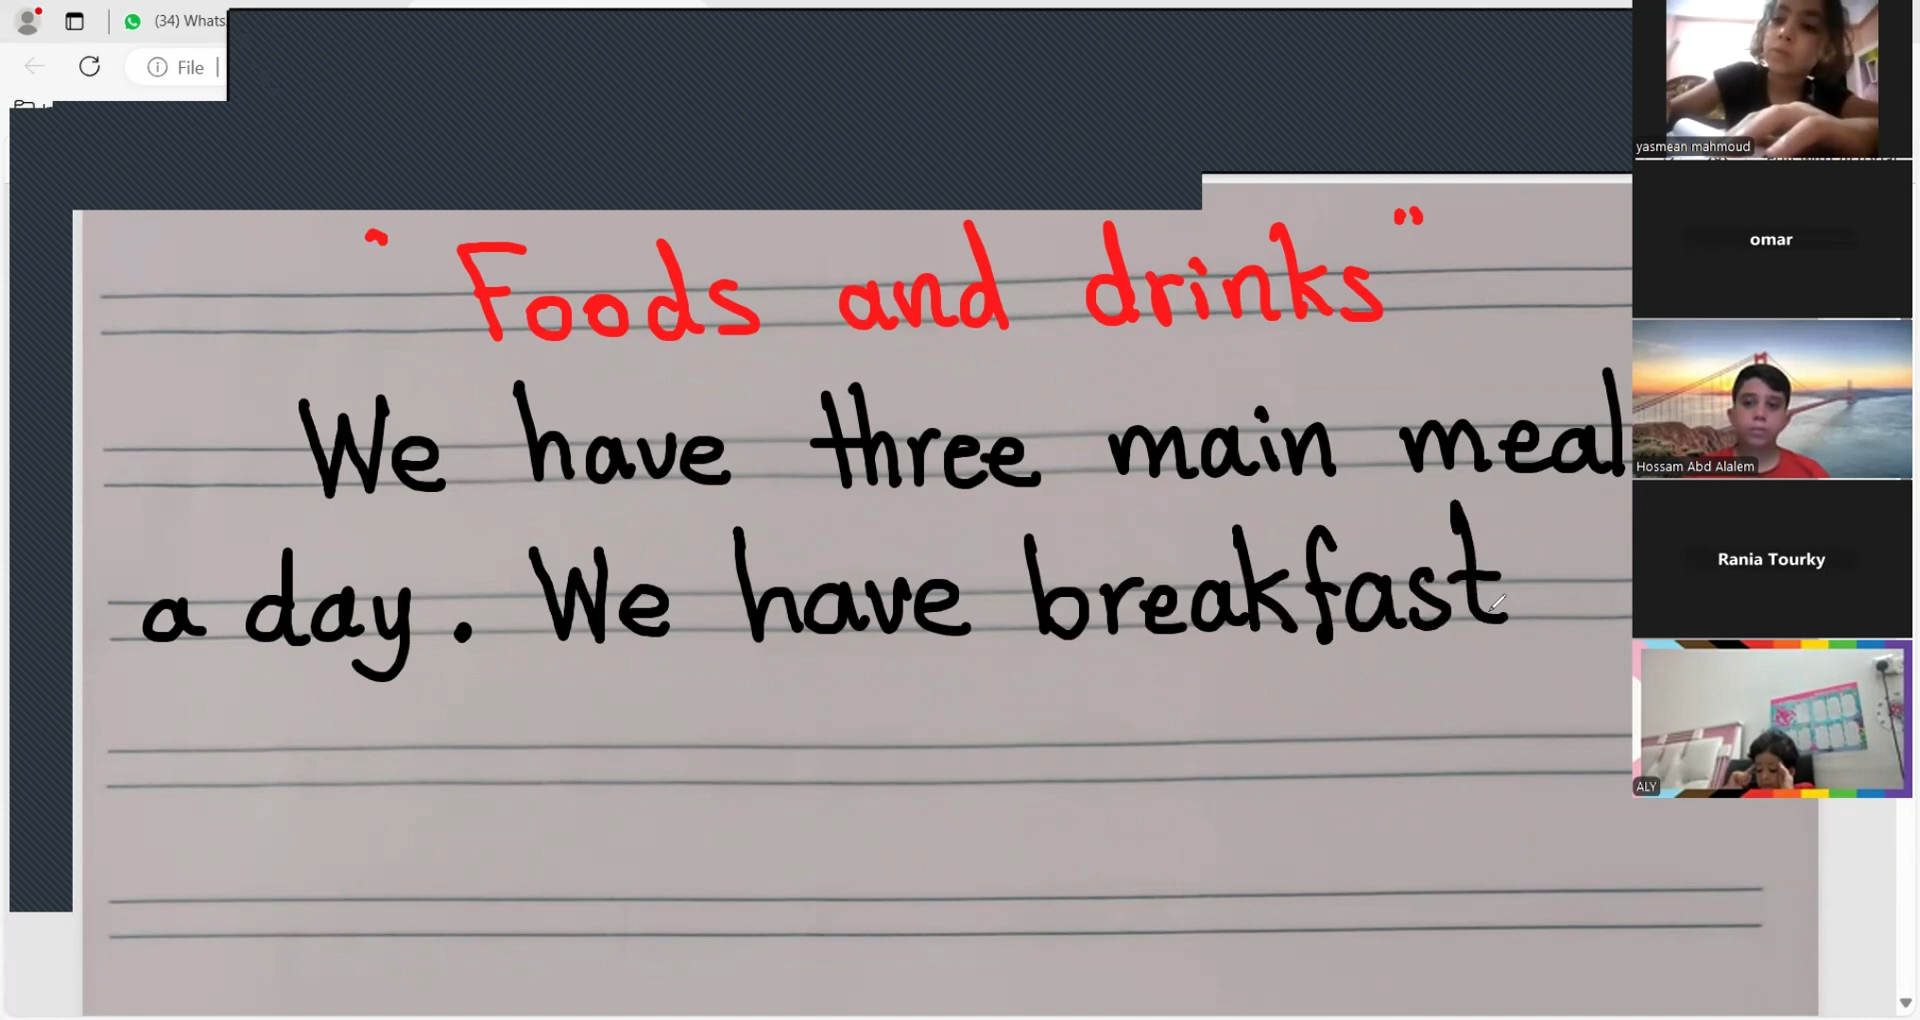 (34) Whats
File
yasmean mahmoud
omar
Hossam Abd Alalem
Rania Tourky
ALY
" Foods and drinks "
We have three main meal
a day. We have breakfast